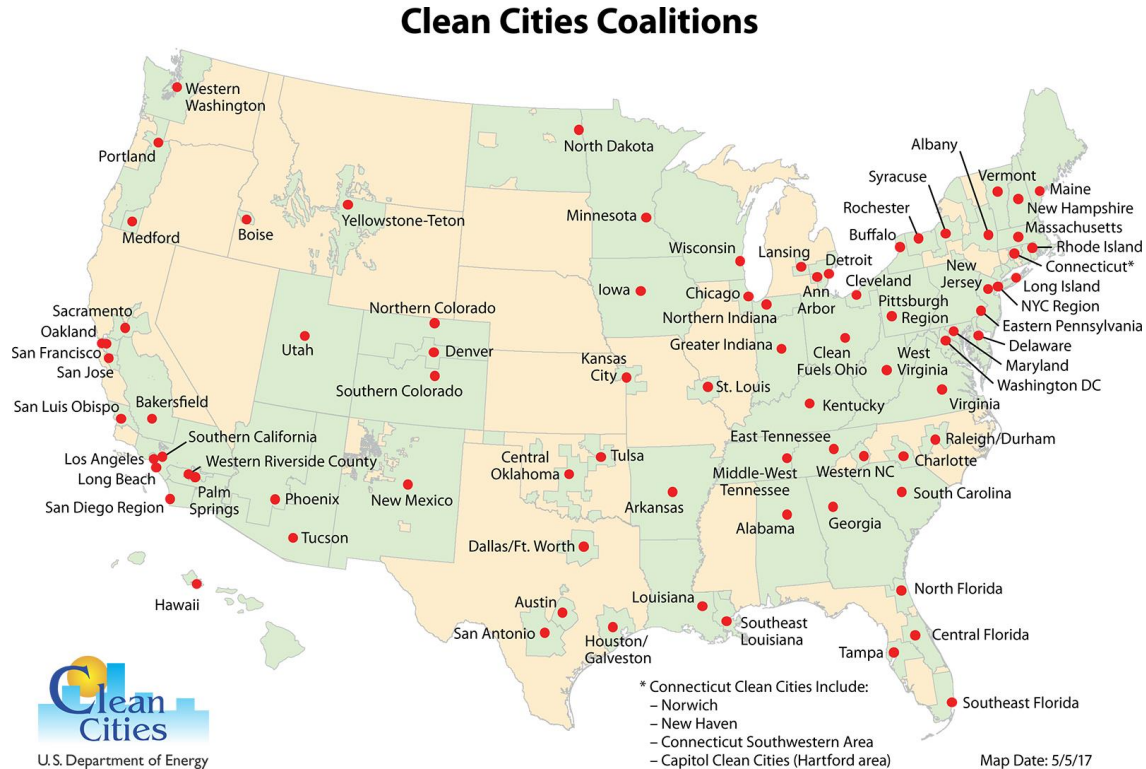 Clean Cities Coalitions
Western
Washington
Portland
Medford
Boise
Yellowstone-Teton
North Dakota
Minnesota
Wisconsin
Iowa
Chicago
Northern Indiana
Lansing
Detroit
Ann
Arbor
Cleveland
Buffalo
Rochester
Syracuse
Albany
Vermont
Maine
New Hampshire
Massachusetts
Rhode Island
Connecticut*
Long Island
New
Jersey
NYC Region
Eastern Pennsylvania
Pittsburgh
Region
Delaware
Maryland
Washington DC
Sacramento
Oakland
San Francisco
San Jose
San Luis Obispo
Bakersfield
Southern California
Los Angeles
Long Beach
Western Riverside County
Palm
Springs
San Diego Region
Utah
Northern Colorado
Denver
Southern Colorado
Phoenix
Tucson
New Mexico
Kansas
City
St. Louis
Greater Indiana
Clean
Fuels Ohio
West
Virginia
Virginia
Kentucky
Central
Oklahoma
Tulsa
Arkansas
East Tennessee
Middle-West
Tennessee
Western NC
Raleigh/Durham
Charlotte
South Carolina
Alabama
Georgia
Dallas/Ft. Worth
Austin
San Antonio
Houston/
Galveston
Louisiana
Southeast
Louisiana
North Florida
Central Florida
Tampa
Southeast Florida
Hawaii
Clean
Cities
U.S. Department of Energy
* Connecticut Clean Cities Include:
– Norwich
– New Haven
– Connecticut Southwestern Area
– Capitol Clean Cities (Hartford area)
Map Date: 5/5/17